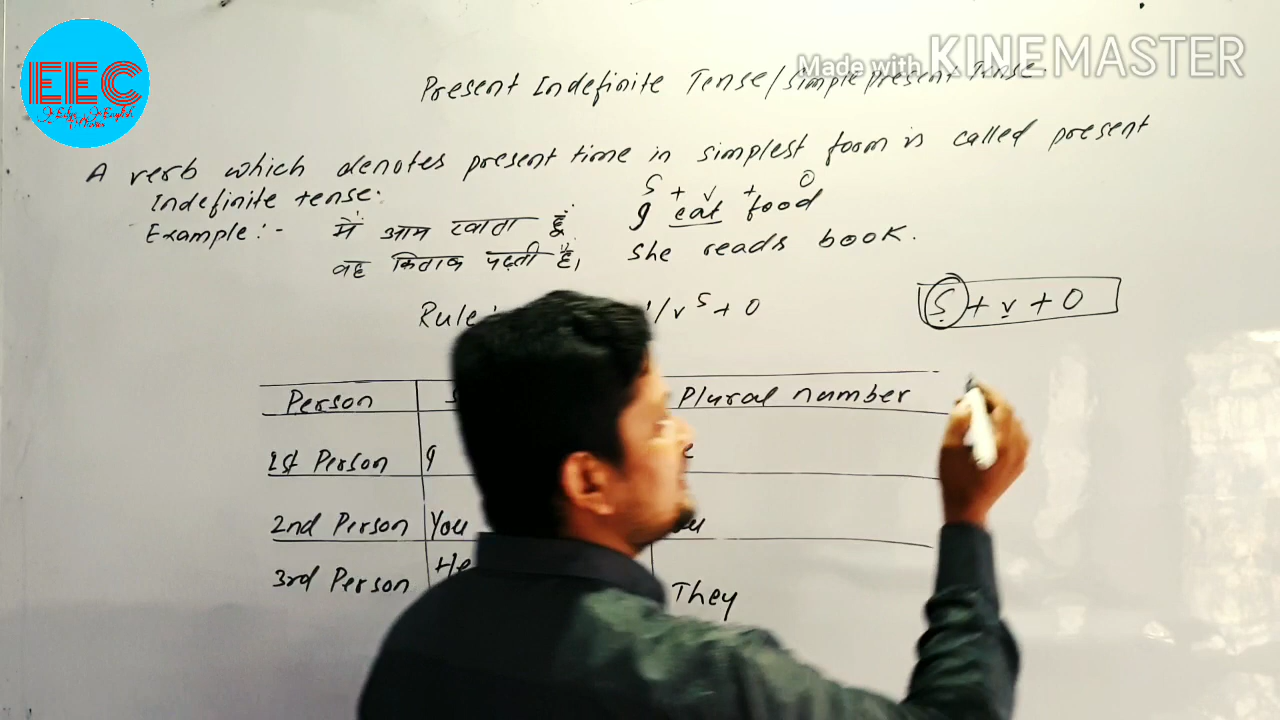 EEC
Made with KINEMASTER
Present Indefinite Tense/Simple present Tense.
A verb which denotes present time in simplest form is called present
Indefinite tense.
S + v + O
Example :- मैं आम खाता हूँ. I eat food
वह किताब पढ़ती है। She reads book.
Rule : /v s + O
S + v + O
Person Plural number
1st Person I
2nd Person You
3rd Person He They